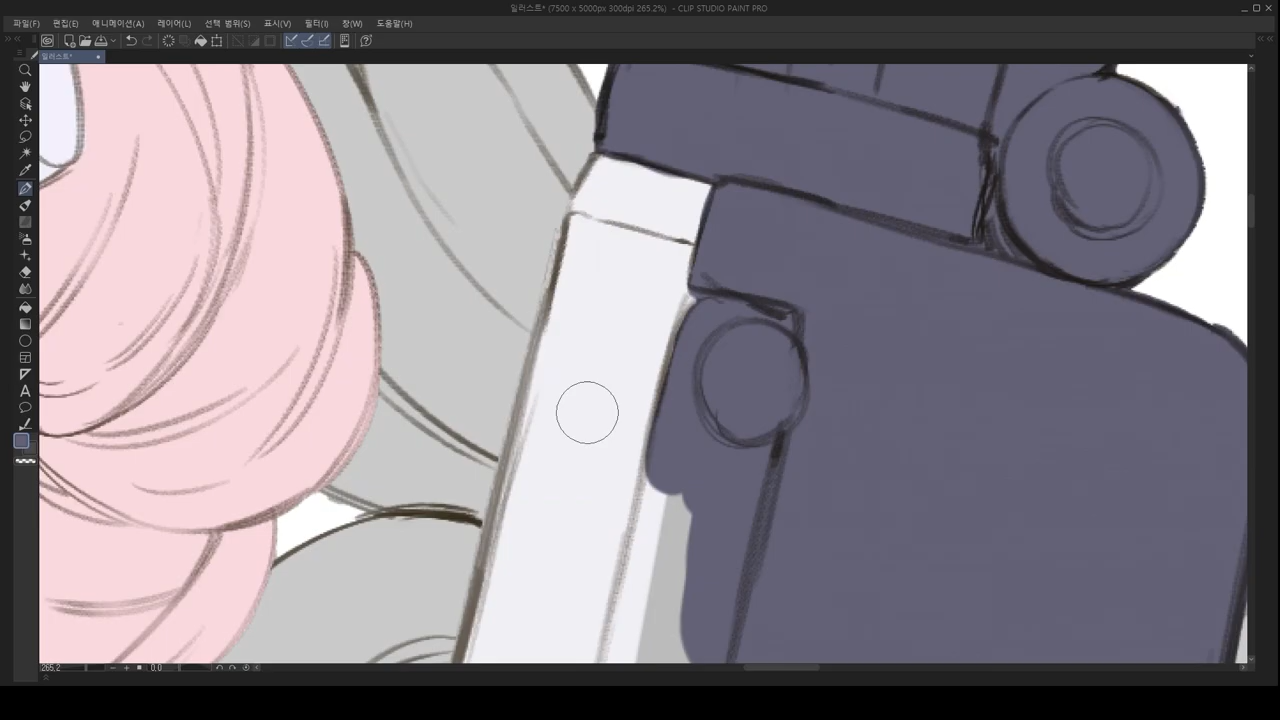 일러스트* (7500 x 5000px 300dpi 265.2%) - CLIP STUDIO PAINT PRO
파일(F) 편집(E) 애니메이션(A) 레이어(L) 선택 범위(S) 표시(V) 필터(I) 창(W) 도움말(H)
일러스트*
A
265.2 0.0